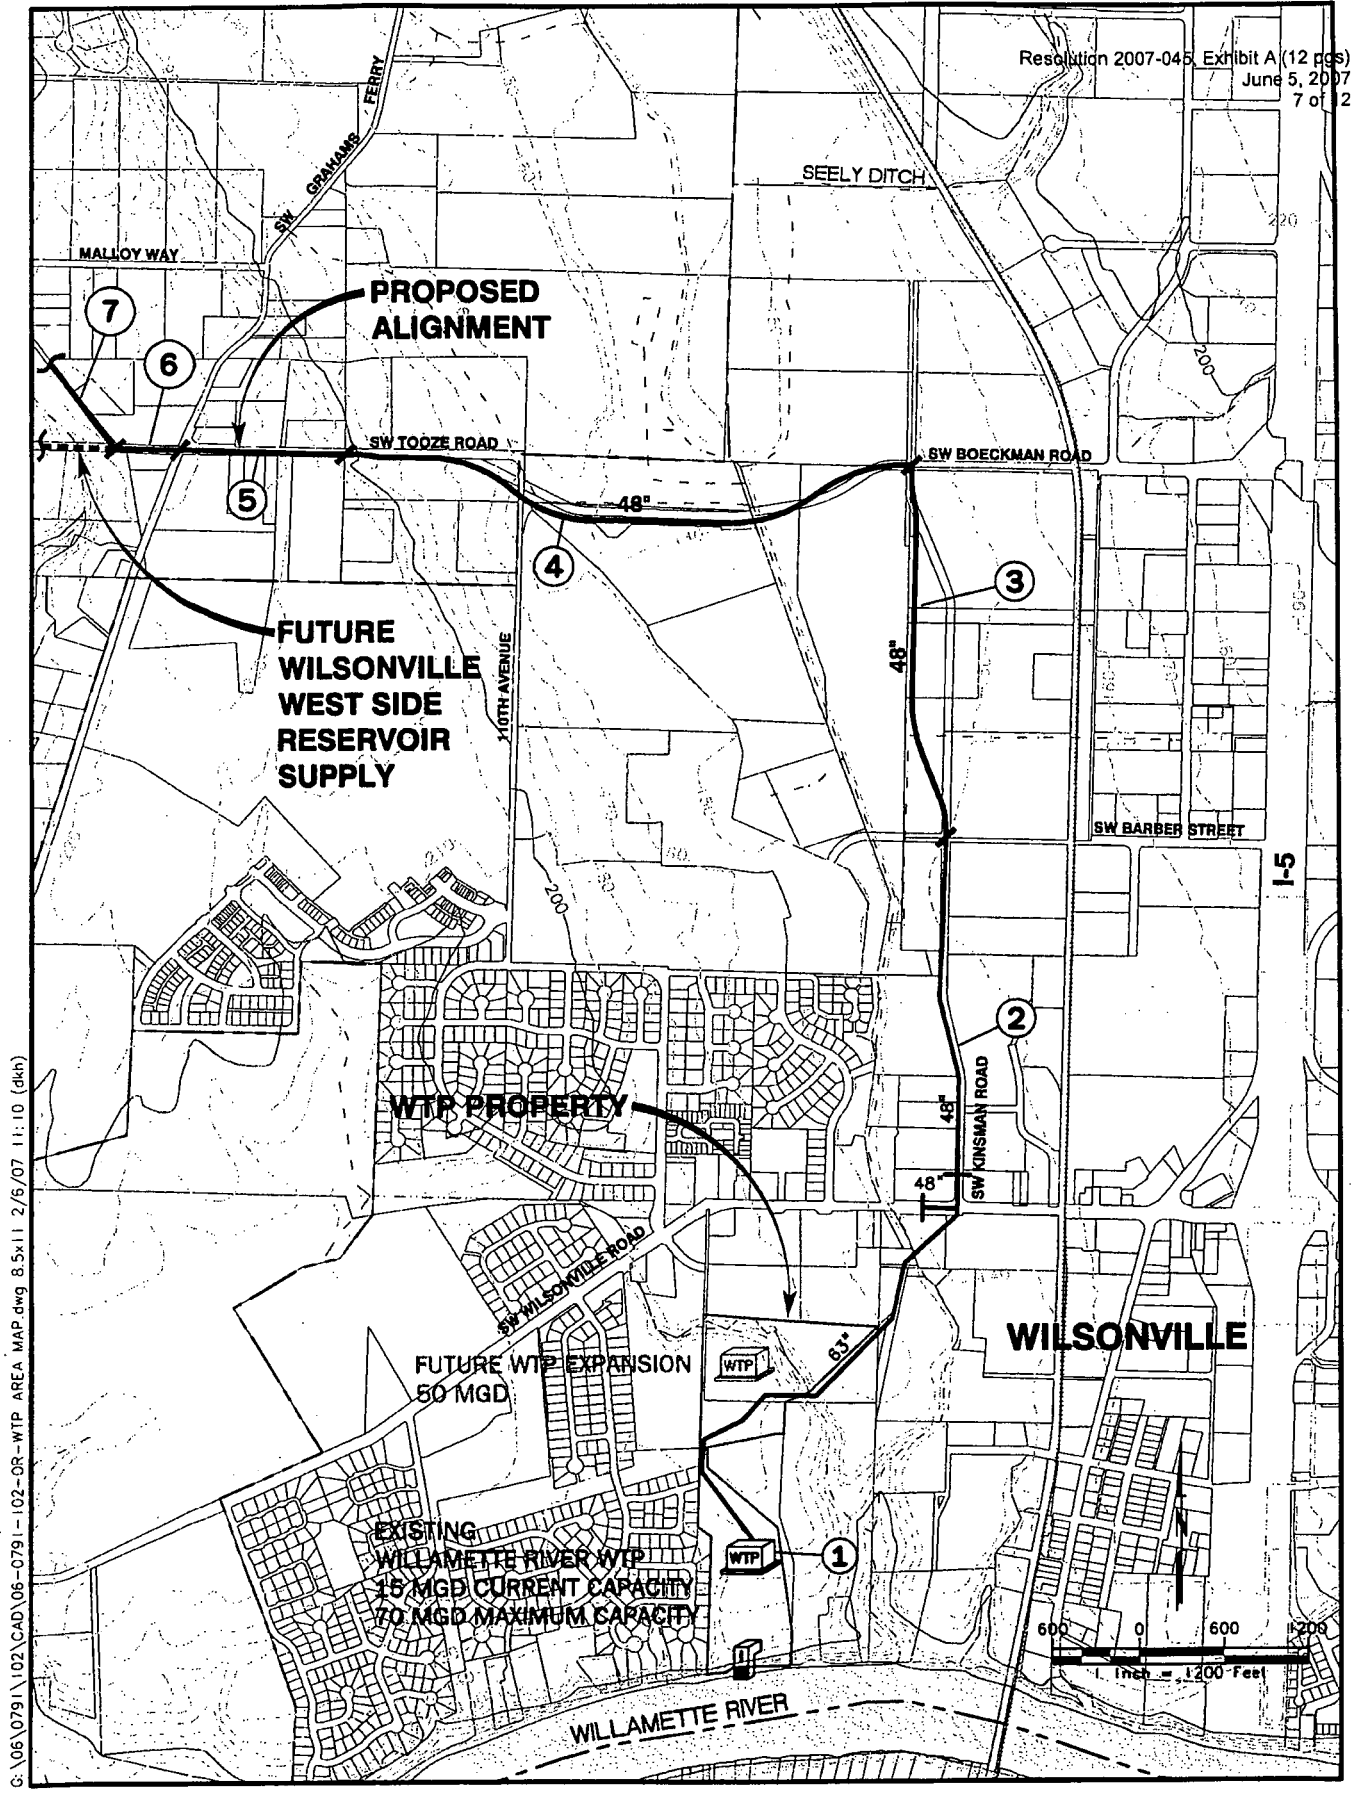 Resolution 2007-045, Exhibit A (12 pgs)
June 5, 2007
7 of 12
SW GRAHAMS FERRY
SEELY DITCH
220
MALLOY WAY
PROPOSED
ALIGNMENT
7
6
200
SW TOOZE ROAD
SW BOECKMAN ROAD
5
48"
4
3
FUTURE
WILSONVILLE
WEST SIDE
RESERVOIR
SUPPLY
110TH AVENUE
48"
SW BARBER STREET
I-5
200
2
WTP PROPERTY
48"
SW KINSMAN ROAD
48"
SW WILSONVILLE ROAD
WILSONVILLE
63"
FUTURE WTP EXPANSION
50 MGD
WTP
EXISTING
WILLAMETTE RIVER WTP
15 MGD CURRENT CAPACITY
70 MGD MAXIMUM CAPACITY
WTP
1
600 0 600 1200
1 Inch = 1200 Feet
WILLAMETTE RIVER
G:\06\0791\102\CAD\06-0791-102-OR-WTP AREA MAP.dwg 8.5x11 2/6/07 11:10 (dkh)